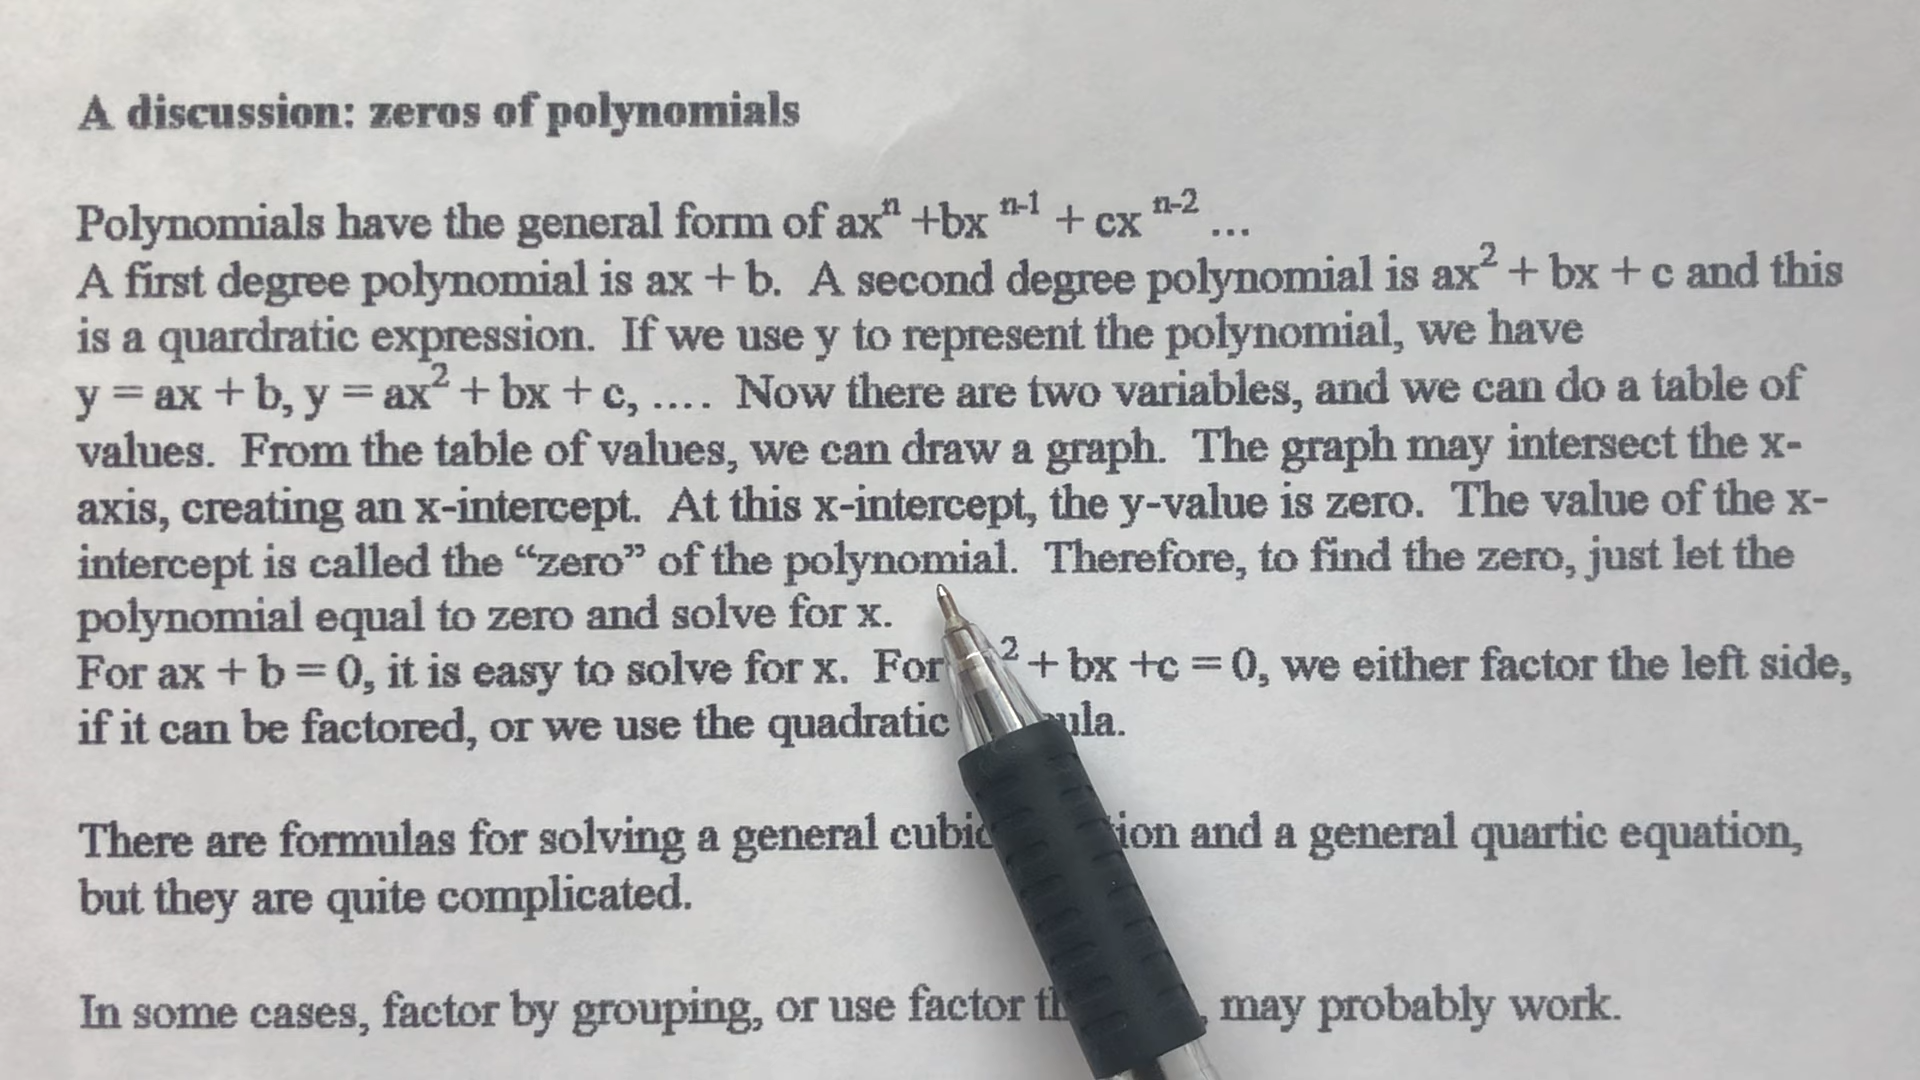 A discussion: zeros of polynomials
Polynomials have the general form of axⁿ +bx ⁿ⁻¹ + cx ⁿ⁻² ...
A first degree polynomial is ax + b. A second degree polynomial is ax² + bx + c and this
is a quardratic expression. If we use y to represent the polynomial, we have
y = ax + b, y = ax² + bx + c, .... Now there are two variables, and we can do a table of
values. From the table of values, we can draw a graph. The graph may intersect the x-
axis, creating an x-intercept. At this x-intercept, the y-value is zero. The value of the x-
intercept is called the “zero” of the polynomial. Therefore, to find the zero, just let the
polynomial equal to zero and solve for x.
For ax + b = 0, it is easy to solve for x. For ² + bx +c = 0, we either factor the left side,
if it can be factored, or we use the quadratic
There are formulas for solving a general and a general quartic equation,
but they are quite complicated.
In some cases, factor by grouping, or use factor , may probably work.